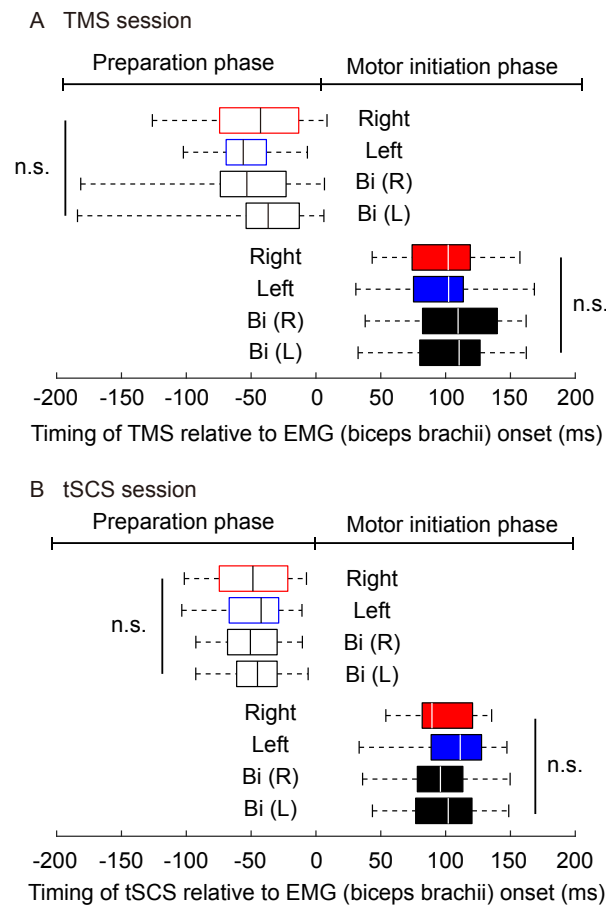 A TMS session
Preparation phase Motor initiation phase
Right
Left
n.s.
Bi (R)
Bi (L)
Right
Left
n.s.
Bi (R)
Bi (L)
-200 -150 -100 -50 0 50 100 150 200
Timing of TMS relative to EMG (biceps brachii) onset (ms)
B tSCS session
Preparation phase Motor initiation phase
Right
Left
n.s.
Bi (R)
Bi (L)
Right
Left
n.s.
Bi (R)
Bi (L)
-200 -150 -100 -50 0 50 100 150 200
Timing of tSCS relative to EMG (biceps brachii) onset (ms)